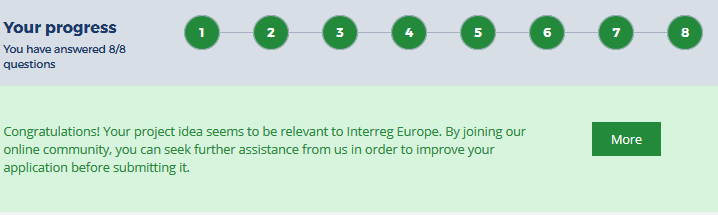 Your progress
You have answered 8/8
questions
1 2 3 4 5 6 7 8
Congratulations! Your project idea seems to be relevant to Interreg Europe. By joining our
online community, you can seek further assistance from us in order to improve your
application before submitting it.
More